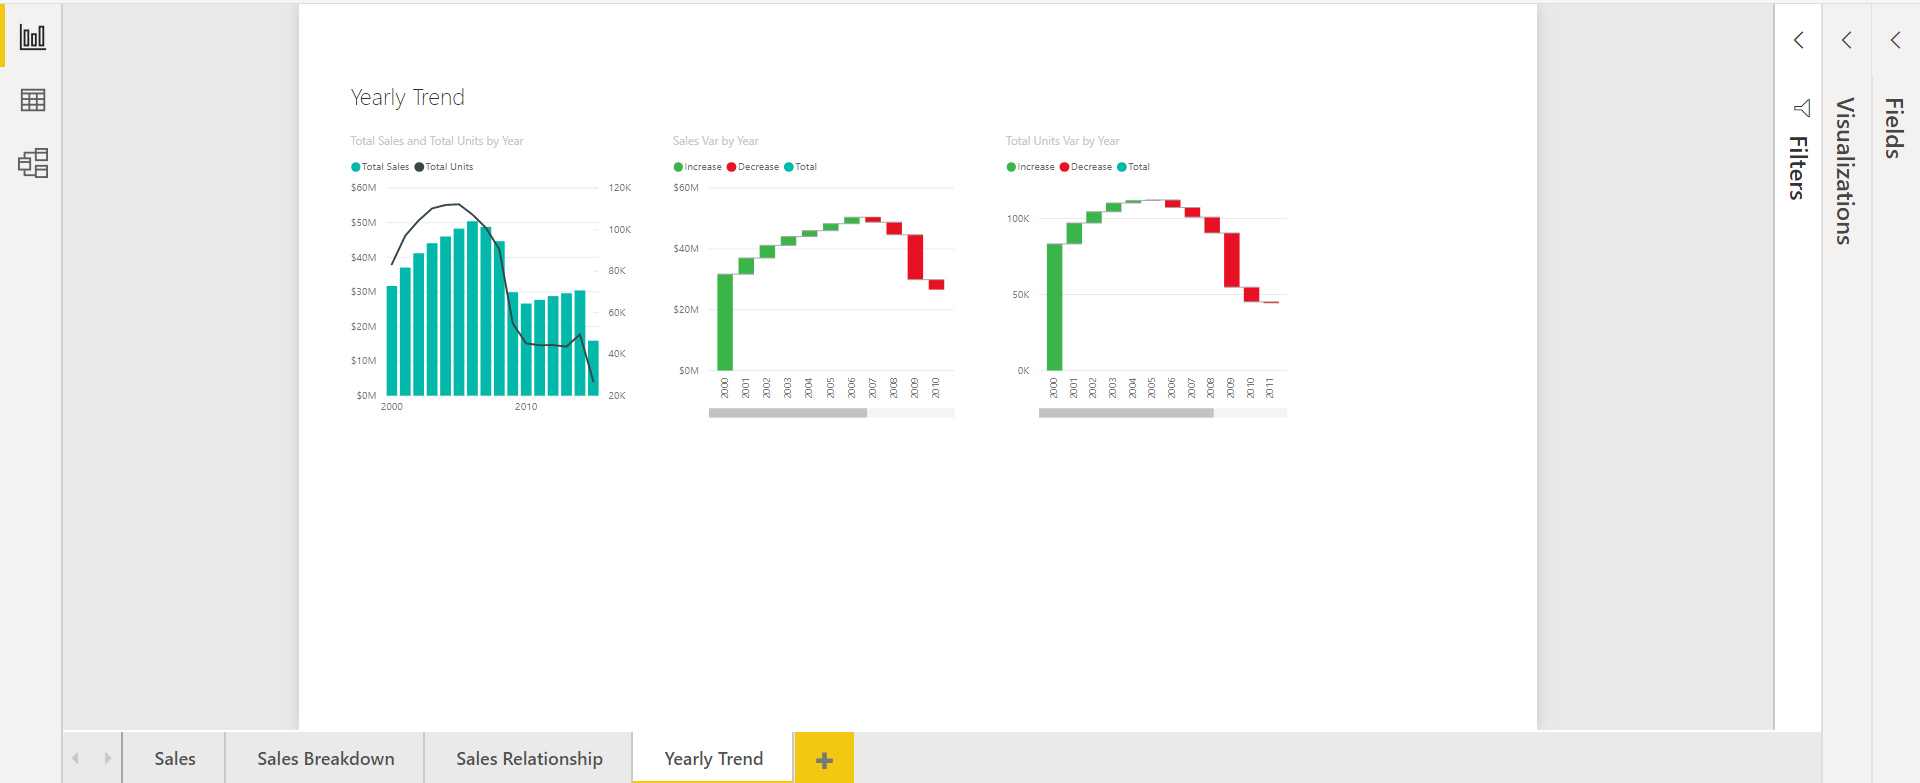 Yearly Trend
Total Sales and Total Units by Year
Total Sales Total Units
$60M
$50M
$40M
$30M
$20M
$10M
$0M
120K
100K
80K
60K
40K
20K
2000 2010
Sales Var by Year
Increase Decrease Total
$60M
$40M
$20M
$0M
2000 2001 2002 2003 2004 2005 2006 2007 2008 2009 2010
Total Units Var by Year
Increase Decrease Total
100K
50K
0K
2000 2001 2002 2003 2004 2005 2006 2007 2008 2009 2010 2011
Filters
Visualizations
Fields
Sales Sales Breakdown Sales Relationship Yearly Trend